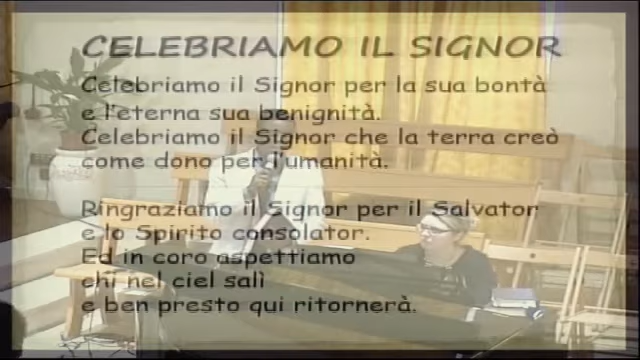 CELEBRIAMO IL SIGNOR
Celebriamo il Signor per la sua bontà
e l'eterna sua benignità.
Celebriamo il Signor che la terra creò
come dono per l'umanità.
Ringraziamo il Signor per il Salvator
e lo Spirito consolator.
Ed in coro aspettiamo
chi nel ciel salì
e ben presto qui ritornerà.